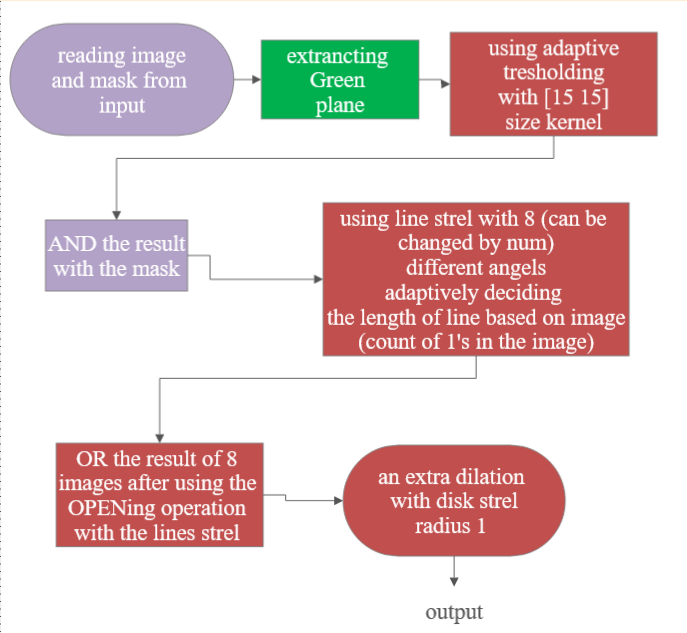 reading image
and mask from
input
extrancting
Green
plane
using adaptive
tresholding
with [15 15]
size kernel
AND the result
with the mask
using line strel with 8 (can be
changed by num)
different angels
adaptively deciding
the length of line based on image
(count of 1's in the image)
OR the result of 8
images after using the
OPENing operation
with the lines strel
an extra dilation
with disk strel
radius 1
output